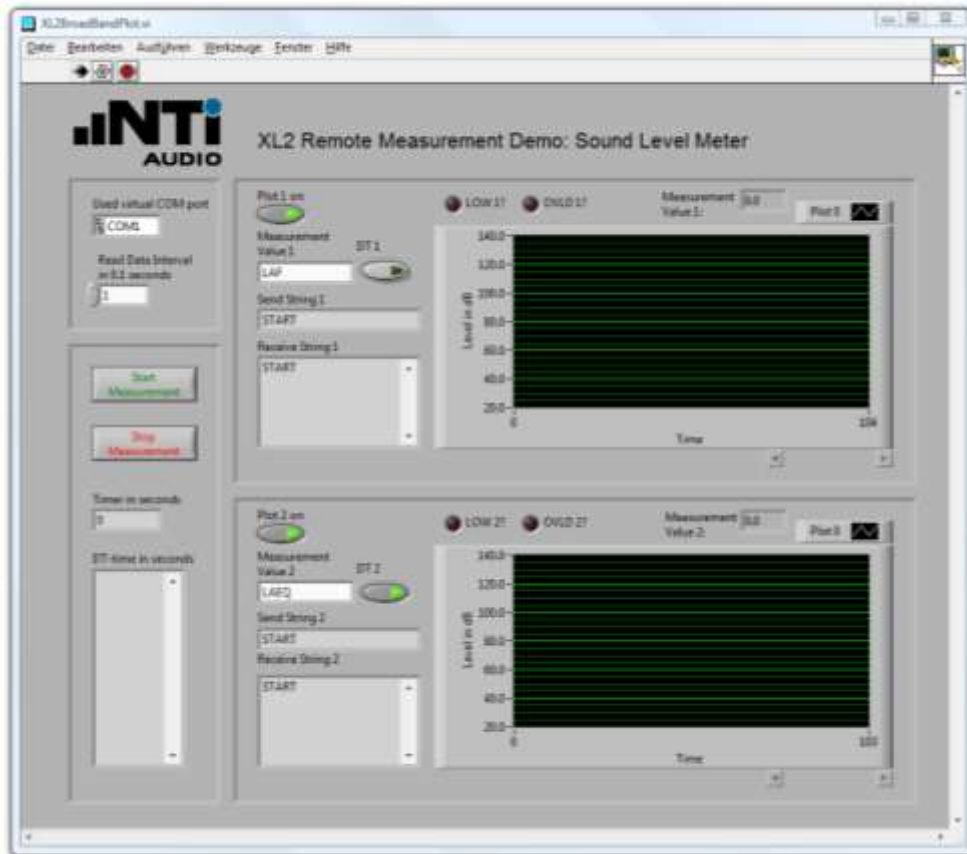 XL2BroadBandPlot.vi
Datei Bearbeiten Ausführen Werkzeuge Fenster Hilfe
NTi
AUDIO
XL2 Remote Measurement Demo: Sound Level Meter
Used virtual COM port
COM1
Read Data Interval
in 0.1 seconds
1
Start
Measurement
Stop
Measurement
Timer in seconds
0
DT-time in seconds
Plot 1 on
Measurement
Value 1
DT 1
LAF
Send String 1
START
Receive String 1
START
LOW 1?
OVLD 1?
Measurement
Value 1:
0.0
Plot 0
Level in dB
140.0
120.0
100.0
80.0
60.0
40.0
20.0
0
104
Time
Plot 2 on
Measurement
Value 2
DT 2
LAEQ
Send String 2
START
Receive String 2
START
LOW 2?
OVLD 2?
Measurement
Value 2:
0.0
Plot 0
Level in dB
140.0
120.0
100.0
80.0
60.0
40.0
20.0
0
103
Time